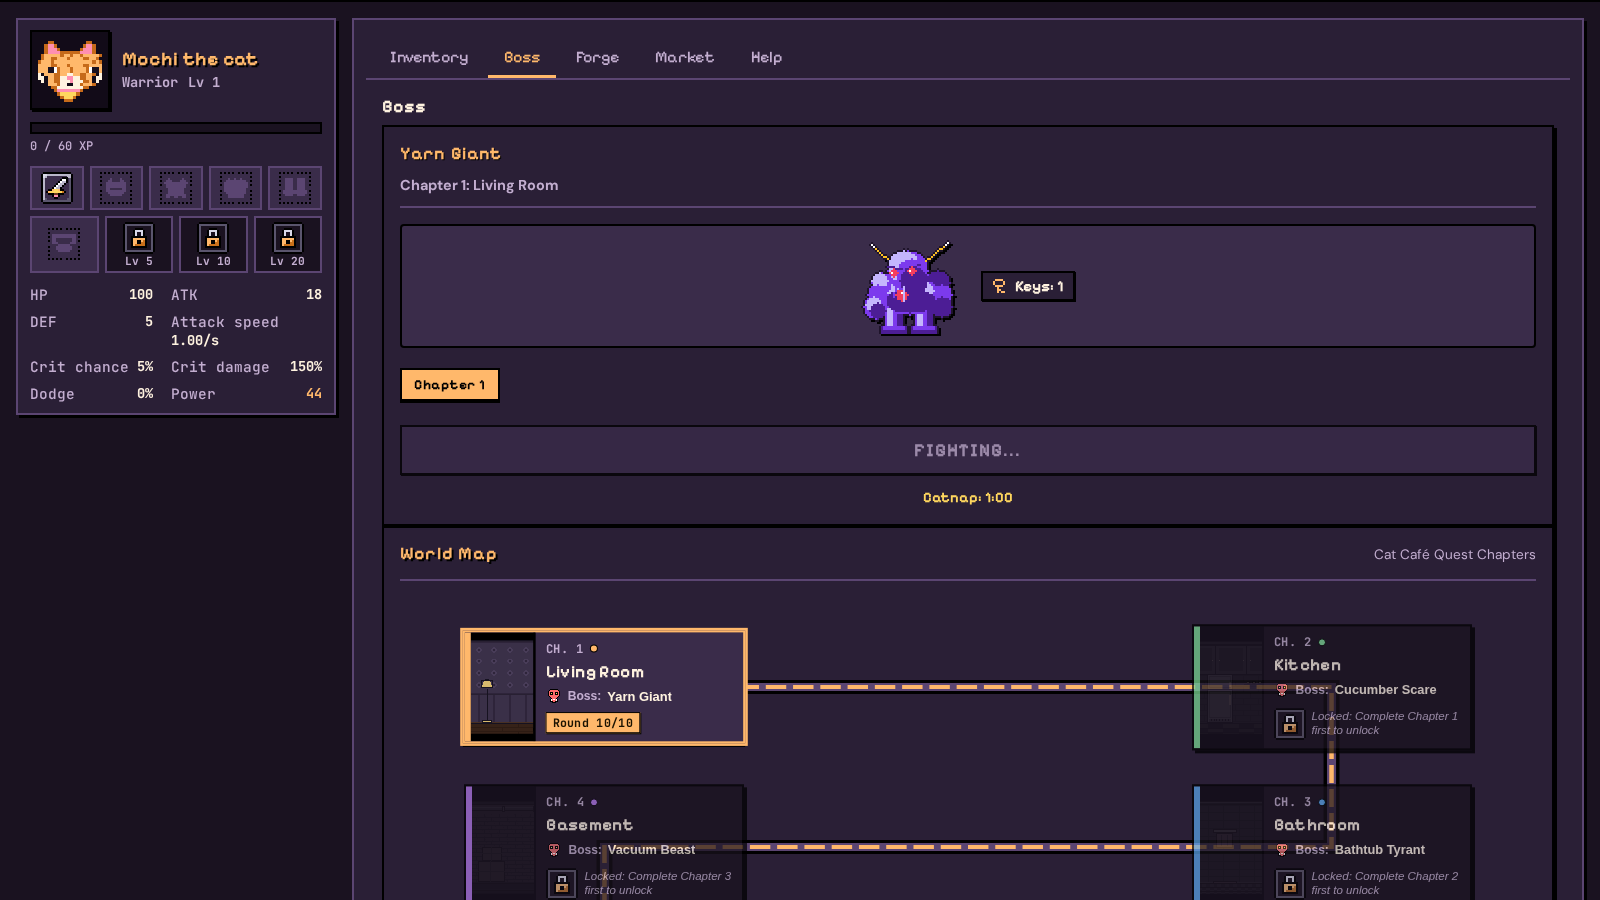 Mochi the cat
Warrior Lv 1
0 / 60 XP
Lv 5
Lv 10
Lv 20
HP 100 ATK 18
DEF 5 Attack speed 1.00/s
Crit chance 5% Crit damage 150%
Dodge 0% Power 44
Inventory Boss Forge Market Help
Boss
Yarn Giant
Chapter 1: Living Room
Keys: 1
Chapter 1
FIGHTING...
Catnap: 1:00
World Map
Cat Café Quest Chapters
CH. 1
Living Room
Boss: Yarn Giant
Round 10/10
CH. 2
Kitchen
Boss: Cucumber Scare
Locked: Complete Chapter 1
first to unlock
CH. 4
Basement
Boss: Vacuum Beast
Locked: Complete Chapter 3
first to unlock
CH. 3
Bathroom
Boss: Bathtub Tyrant
Locked: Complete Chapter 2
first to unlock